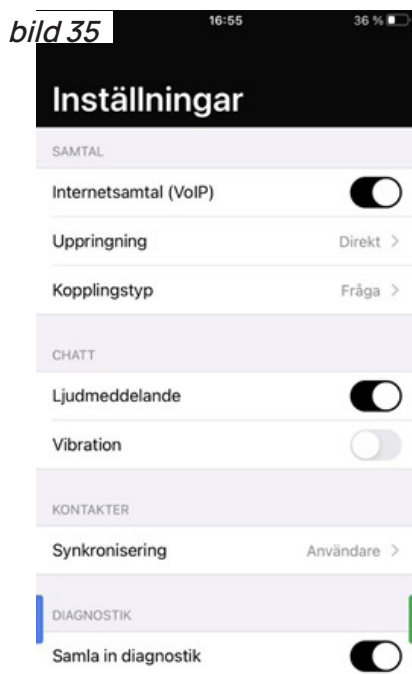 bild 35
16:55
36 %
Inställningar
SAMTAL
Internetsamtal (VoIP)
Uppringning Direkt >
Kopplingstyp Fråga >
CHATT
Ljudmeddelande
Vibration
KONTAKTER
Synkronisering Användare >
DIAGNOSTIK
Samla in diagnostik